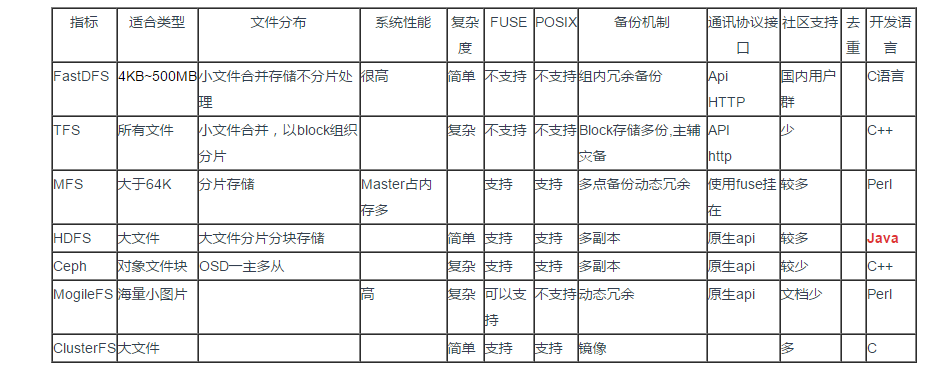 指标 适合类型 文件分布 系统性能 复杂度 FUSE POSIX 备份机制 通讯协议接口 社区支持 去重 开发语言
FastDFS 4KB~500MB 小文件合并存储不分片处理 很高 简单 不支持 不支持 组内冗余备份 Api HTTP 国内用户群 C语言
TFS 所有文件 小文件合并，以block组织分片 复杂 不支持 不支持 Block存储多份,主辅灾备 API http 少 C++
MFS 大于64K 分片存储 Master占内存多 支持 支持 多点备份动态冗余 使用fuse挂在 较多 Perl
HDFS 大文件 大文件分片分块存储 简单 支持 支持 多副本 原生api 较多 Java
Ceph 对象文件块 OSD一主多从 复杂 支持 支持 多副本 原生api 较少 C++
MogileFS 海量小图片 高 复杂 可以支持 不支持 动态冗余 原生api 文档少 Perl
ClusterFS 大文件 简单 支持 支持 镜像 多 C